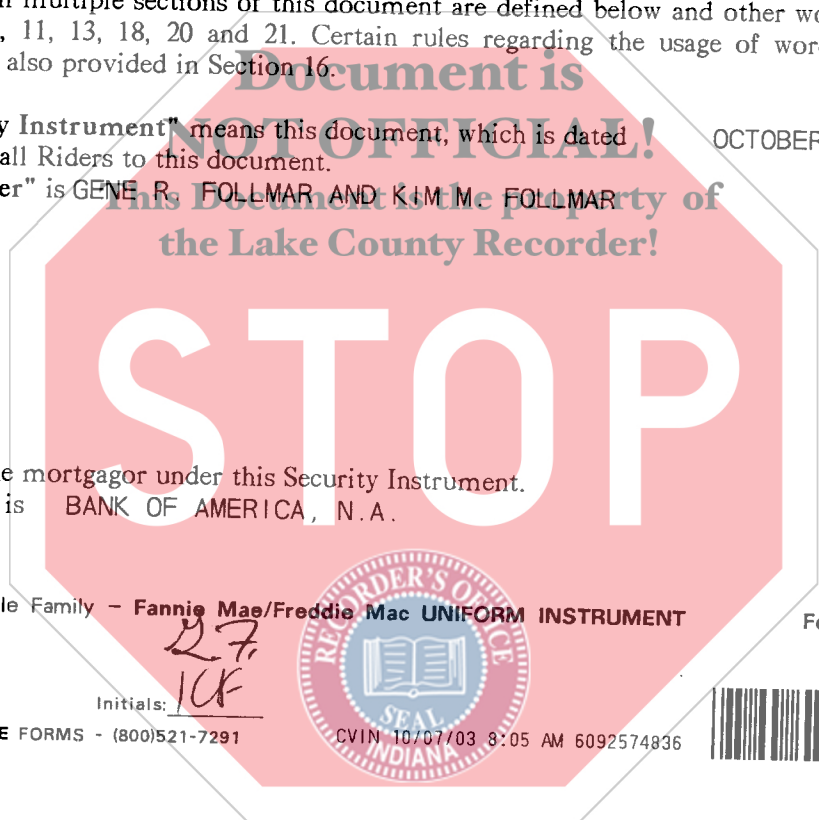 multiple sections of this document are defined below and other
, 11, 13, 18, 20 and 21. Certain rules regarding the usage of
also provided in Section 16.
Document is
y Instrument" means this document, which is dated OCTOBER
NOT OFFICIAL!
all Riders to this document.
er" is GENE R. FOLLMAR AND KIM M. FOLLMAR
This Document is the property of
the Lake County Recorder!
STOP
e mortgagor under this Security Instrument.
is BANK OF AMERICA, N.A.
RECORDER'S OFFICE
le Family - Fannie Mae/Freddie Mac UNIFORM INSTRUMENT Fo
Initials: KF
SEAL
INDIANA
E FORMS - (800)521-7291 CVIN 10/07/03 8:05 AM 6092574836